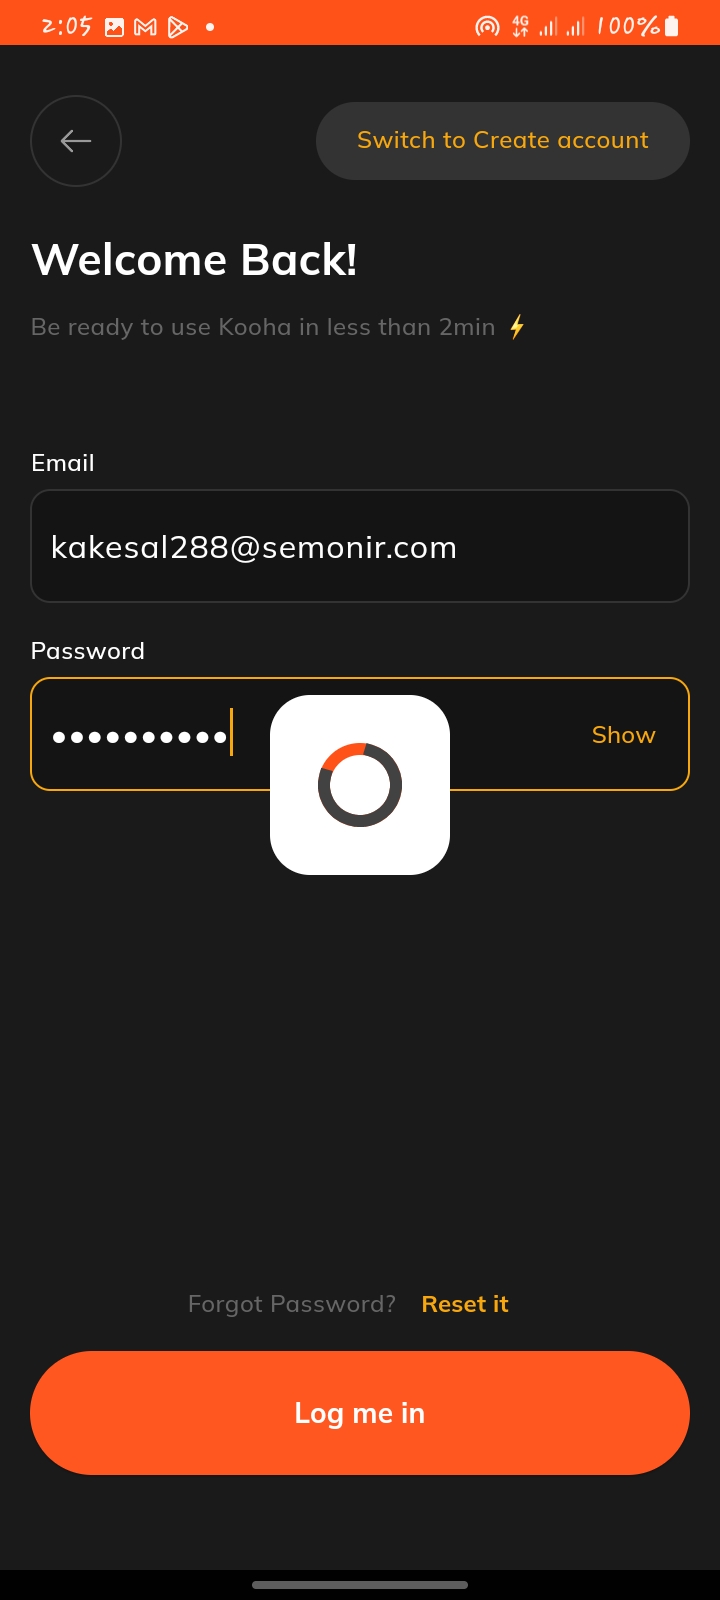 2:05
4G
100%
Switch to Create account
Welcome Back!
Be ready to use Kooha in less than 2min ⚡
Email
kakesal288@semonir.com
Password
••••••••••
Show
Forgot Password? Reset it
Log me in